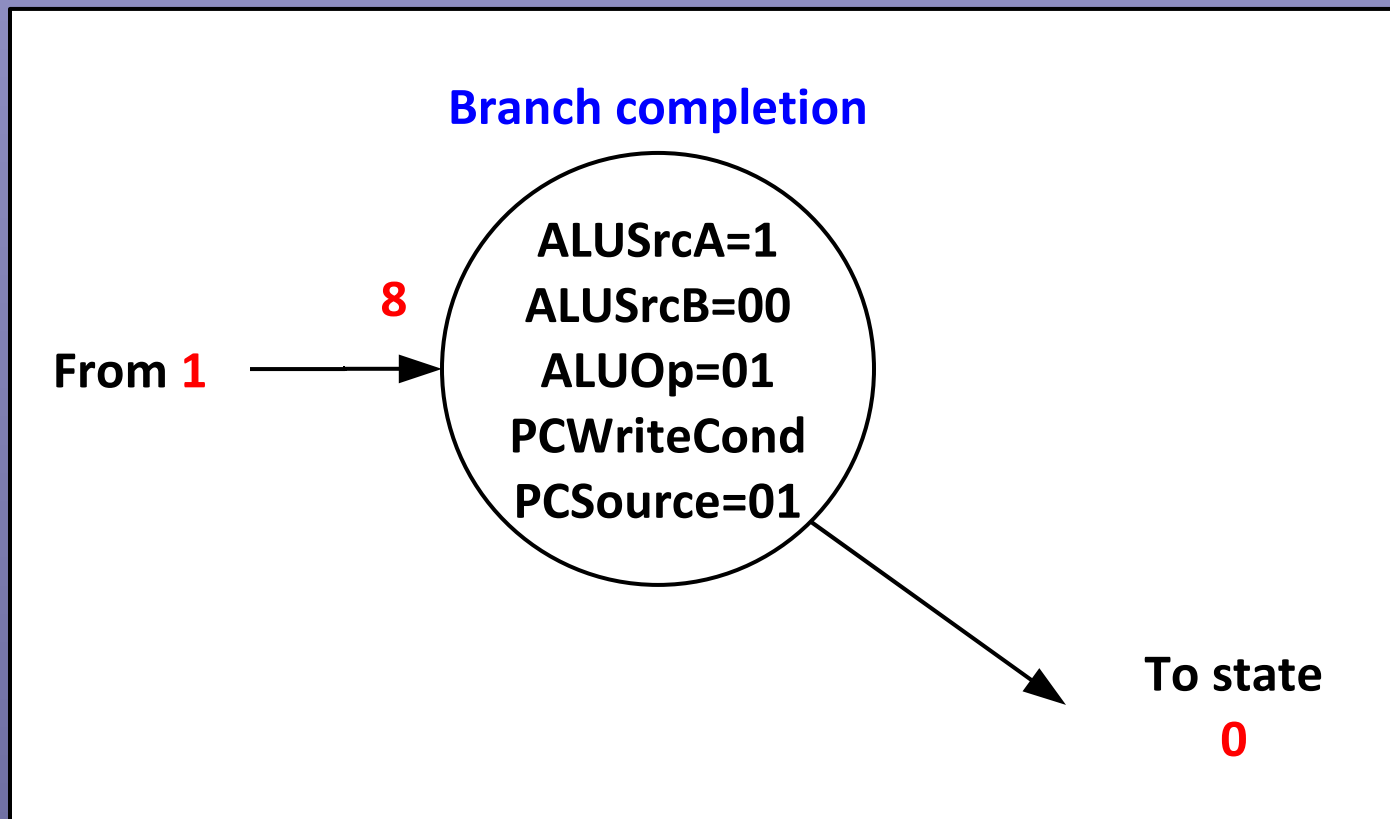 Branch completion
ALUSrcA=1
8
ALUSrcB=00
From 1
ALUOp=01
PCWriteCond
PCSource=01
To state
0